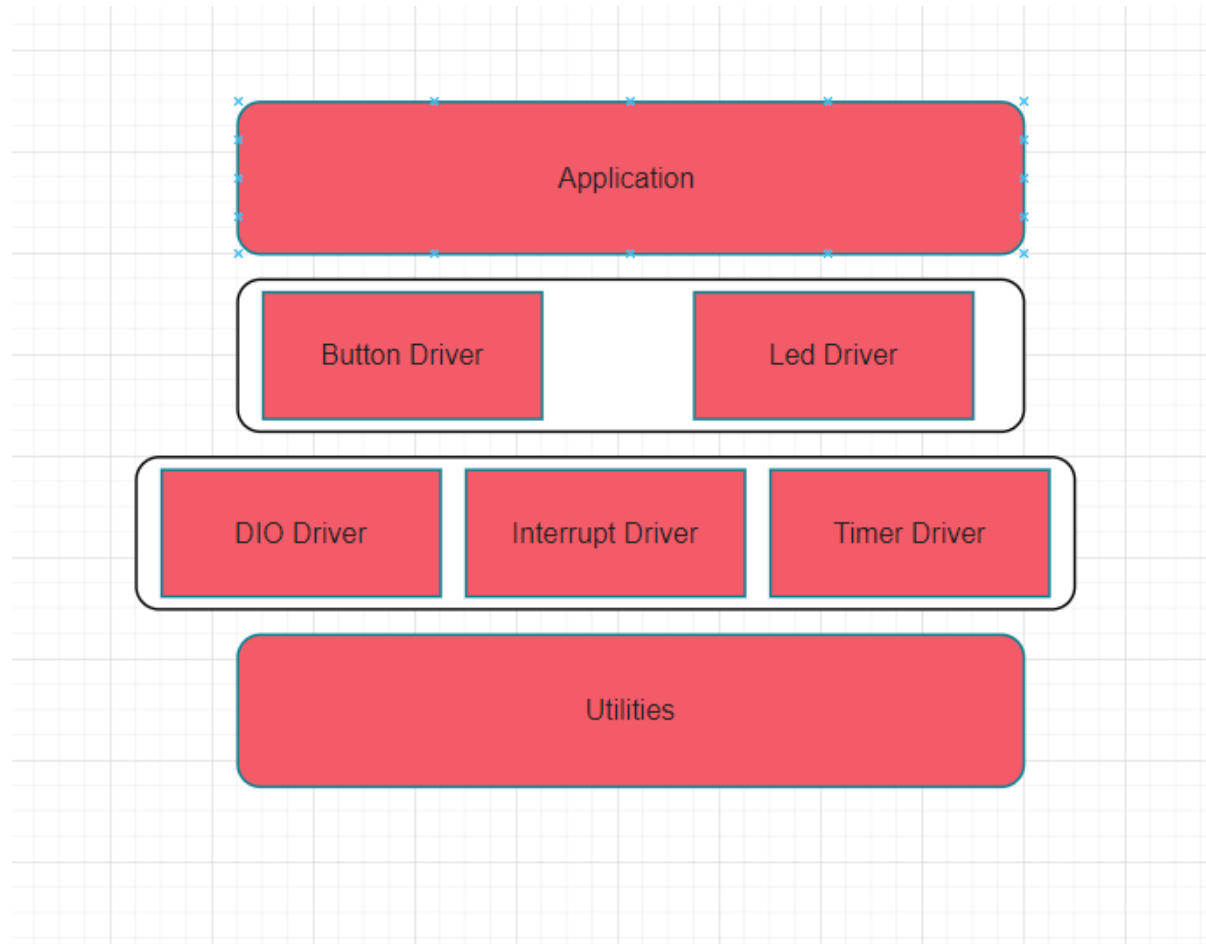 Application
Button Driver
Led Driver
DIO Driver
Interrupt Driver
Timer Driver
Utilities